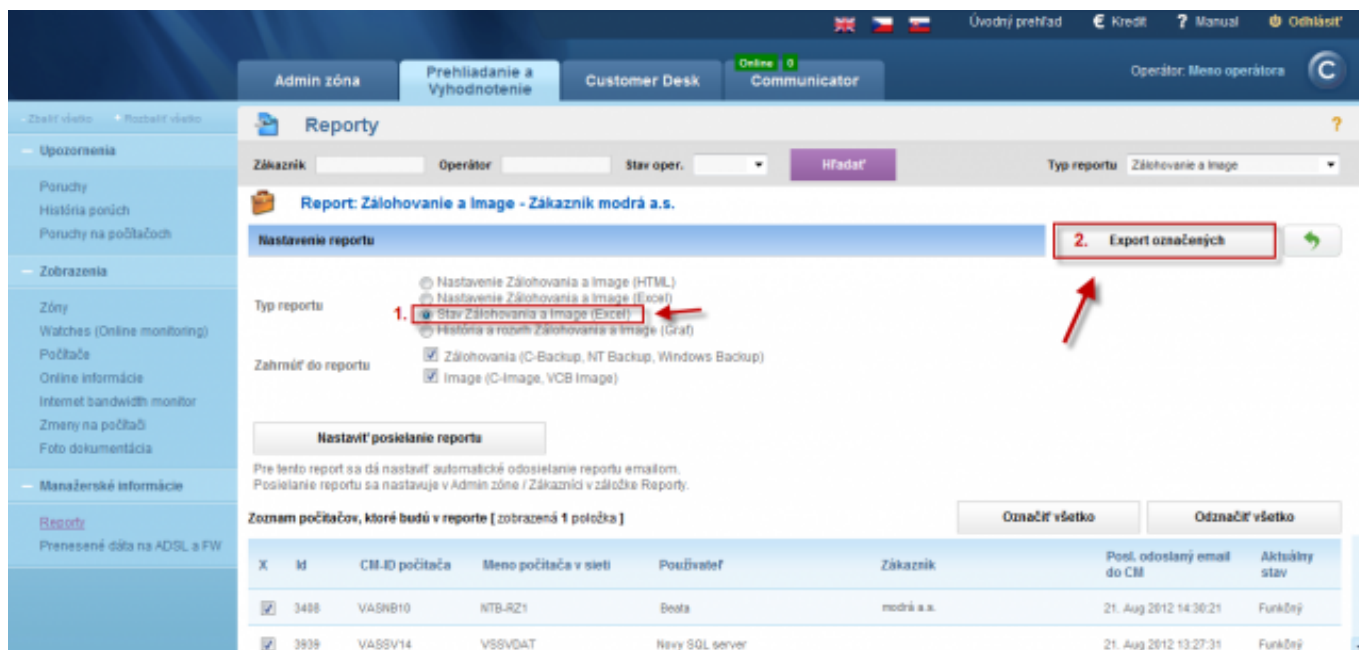 Úvodný prehľad € Kredit ? Manual Odhlásiť
Admin zóna
Prehliadanie a
Vyhodnotenie
Customer Desk
Online 0
Communicator
Operátor: Meno operátora
Zbaliť všetko Rozbaliť všetko
Reporty ?
Upozornenia
Poruchy
História porúch
Poruchy na počítačoch
Zobrazenia
Zóny
Watches (Online monitoring)
Počítače
Online informácie
Internet bandwidth monitor
Zmeny na počítači
Foto dokumentácia
Manažerské informácie
Reporty
Prenesené dáta na ADSL a FW
Zákazník Operátor Stav oper. Hľadať Typ reportu Zálohovanie a Image
Report: Zálohovanie a Image - Zákazník modrá a.s.
Nastavenie reportu 2. Export označených
Typ reportu
Nastavenie Zálohovania a Image (HTML)
Nastavenie Zálohovania a Image (Excel)
1. Stav Zálohovania a Image (Excel)
História a rozvrh Zálohovania a Image (Graf)
Zahrnúť do reportu
Zálohovania (C-Backup, NT Backup, Windows Backup)
Image (C-Image, VCB Image)
Nastaviť posielanie reportu
Pre tento report sa dá nastaviť automatické odosielanie reportu emailom.
Posielanie reportu sa nastavuje v Admin zóne / Zákazníci v záložke Reporty.
Zoznam počítačov, ktoré budú v reporte [ zobrazená 1 položka ] Označiť všetko Odznačiť všetko
X Id CM-ID počítača Meno počítača v sieti Používateľ Zákazník Posl. odoslaný email do CM Aktuálny stav
3408 VASNB10 NTB-RZ1 Beata modrá a.s. 21. Aug 2012 14:30:21 Funkčný
3939 VASSV14 VSSVDAT Novy SQL server 21. Aug 2012 13:27:31 Funkčný